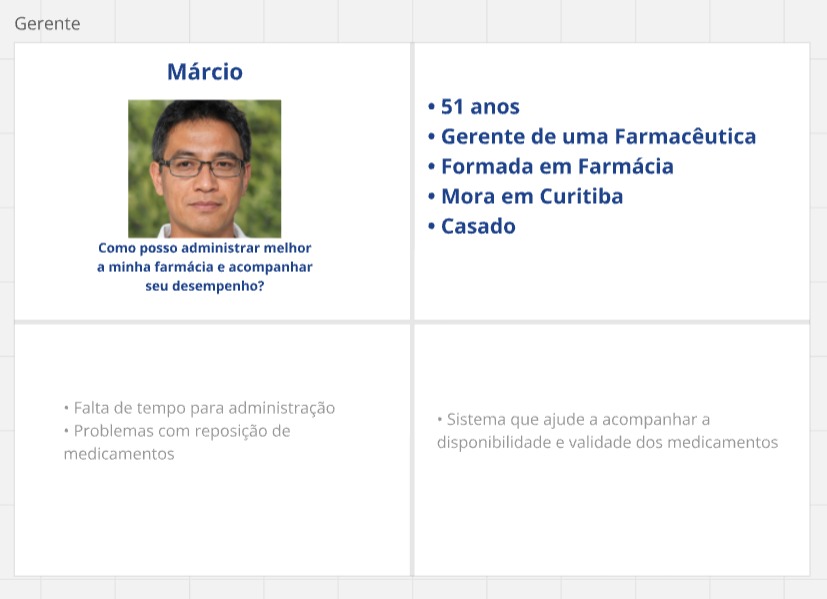 Gerente
Márcio
Como posso administrar melhor
a minha farmácia e acompanhar
seu desempenho?
• 51 anos
• Gerente de uma Farmacêutica
• Formada em Farmácia
• Mora em Curitiba
• Casado
• Falta de tempo para administração
• Problemas com reposição de
medicamentos
• Sistema que ajude a acompanhar a
disponibilidade e validade dos medicamentos